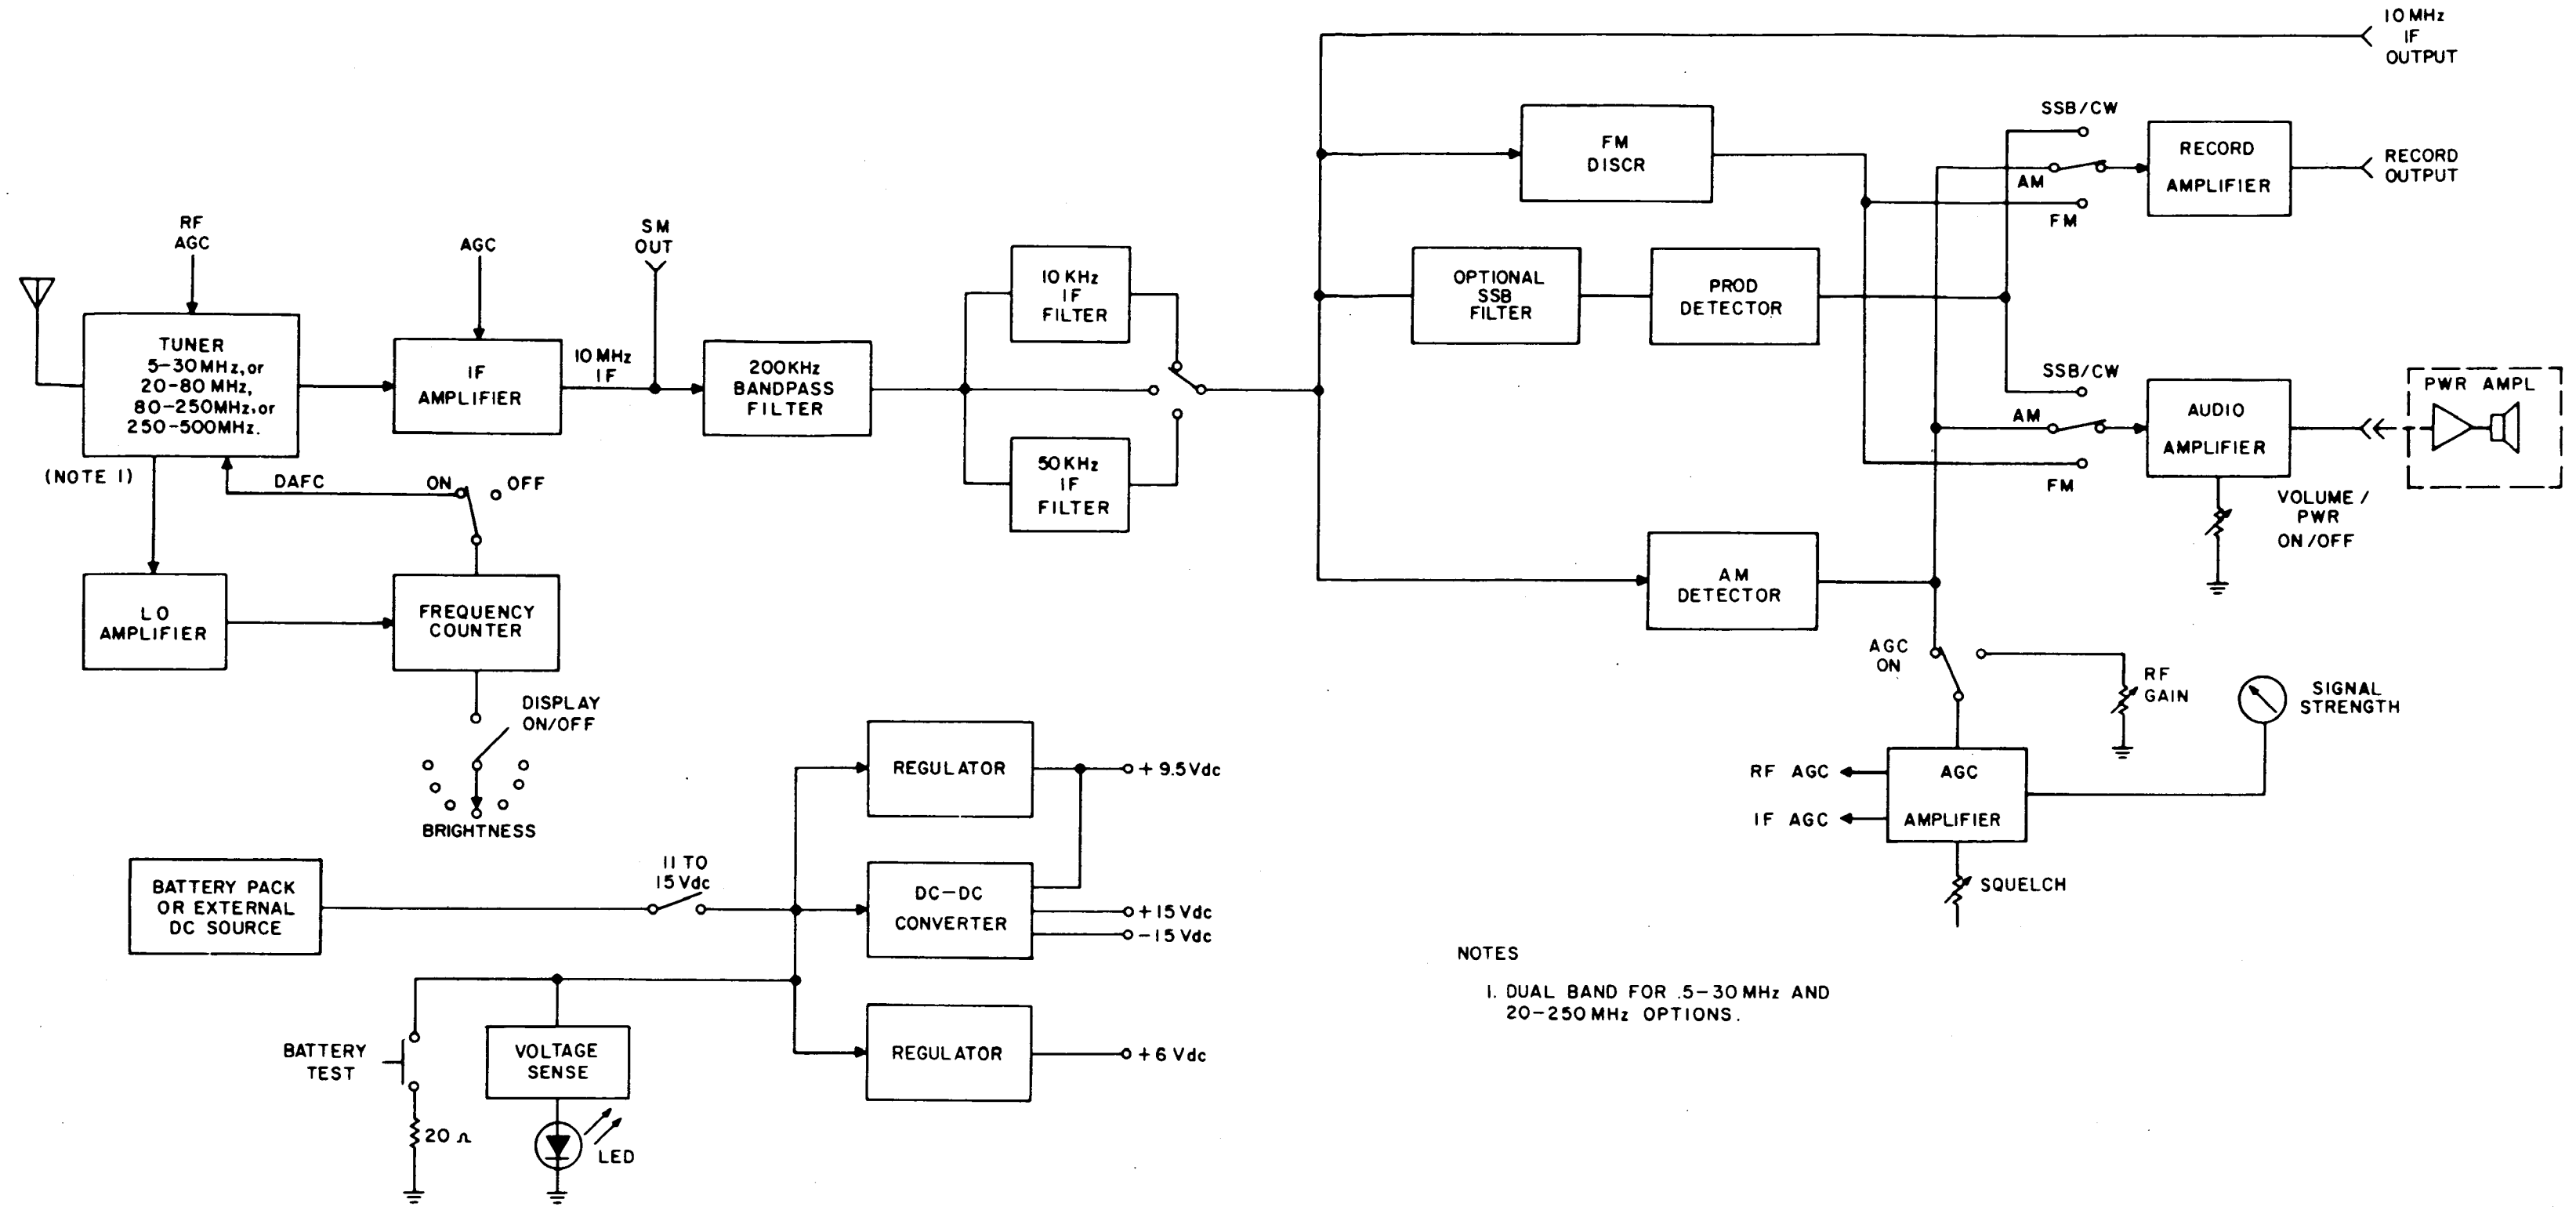 10 MHz
IF
OUTPUT
FM
DISCR
SSB/CW
AM
FM
RECORD
AMPLIFIER
RECORD
OUTPUT
RF
AGC
AGC
SM
OUT
10 KHz
IF
FILTER
OPTIONAL
SSB
FILTER
PROD
DETECTOR
TUNER
5-30MHz, or
20-80 MHz,
80-250MHz, or
250-500MHz.
(NOTE 1)
IF
AMPLIFIER
10 MHz
IF
200KHz
BANDPASS
FILTER
50 KHz
IF
FILTER
SSB/CW
AM
FM
AUDIO
AMPLIFIER
PWR AMPL
VOLUME /
PWR
ON/OFF
DAFC
ON
OFF
LO
AMPLIFIER
FREQUENCY
COUNTER
AM
DETECTOR
AGC
ON
RF
GAIN
SIGNAL
STRENGTH
DISPLAY
ON/OFF
BRIGHTNESS
REGULATOR
+ 9.5 Vdc
RF AGC
IF AGC
AGC
AMPLIFIER
SQUELCH
BATTERY PACK
OR EXTERNAL
DC SOURCE
11 TO
15 Vdc
DC-DC
CONVERTER
+15 Vdc
-15 Vdc
BATTERY
TEST
20 Ω
VOLTAGE
SENSE
LED
REGULATOR
+6 Vdc
NOTES
1. DUAL BAND FOR .5-30 MHz AND
20-250 MHz OPTIONS.